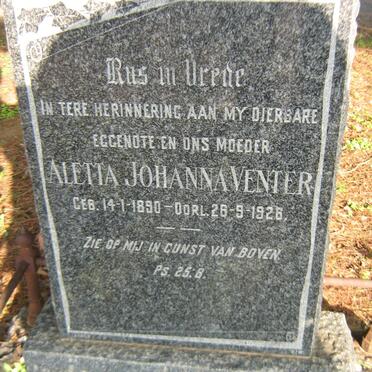 Rus in Vrede
IN TERE HERINNERING AAN MY DIERBARE
EGGENOTE EN ONS MOEDER
ALETTA JOHANNA VENTER
GEB. 14-1-1890 - OORL. 26-9-1926.
ZIE OP MIJ IN GUNST VAN BOVEN.
PS. 25.8.